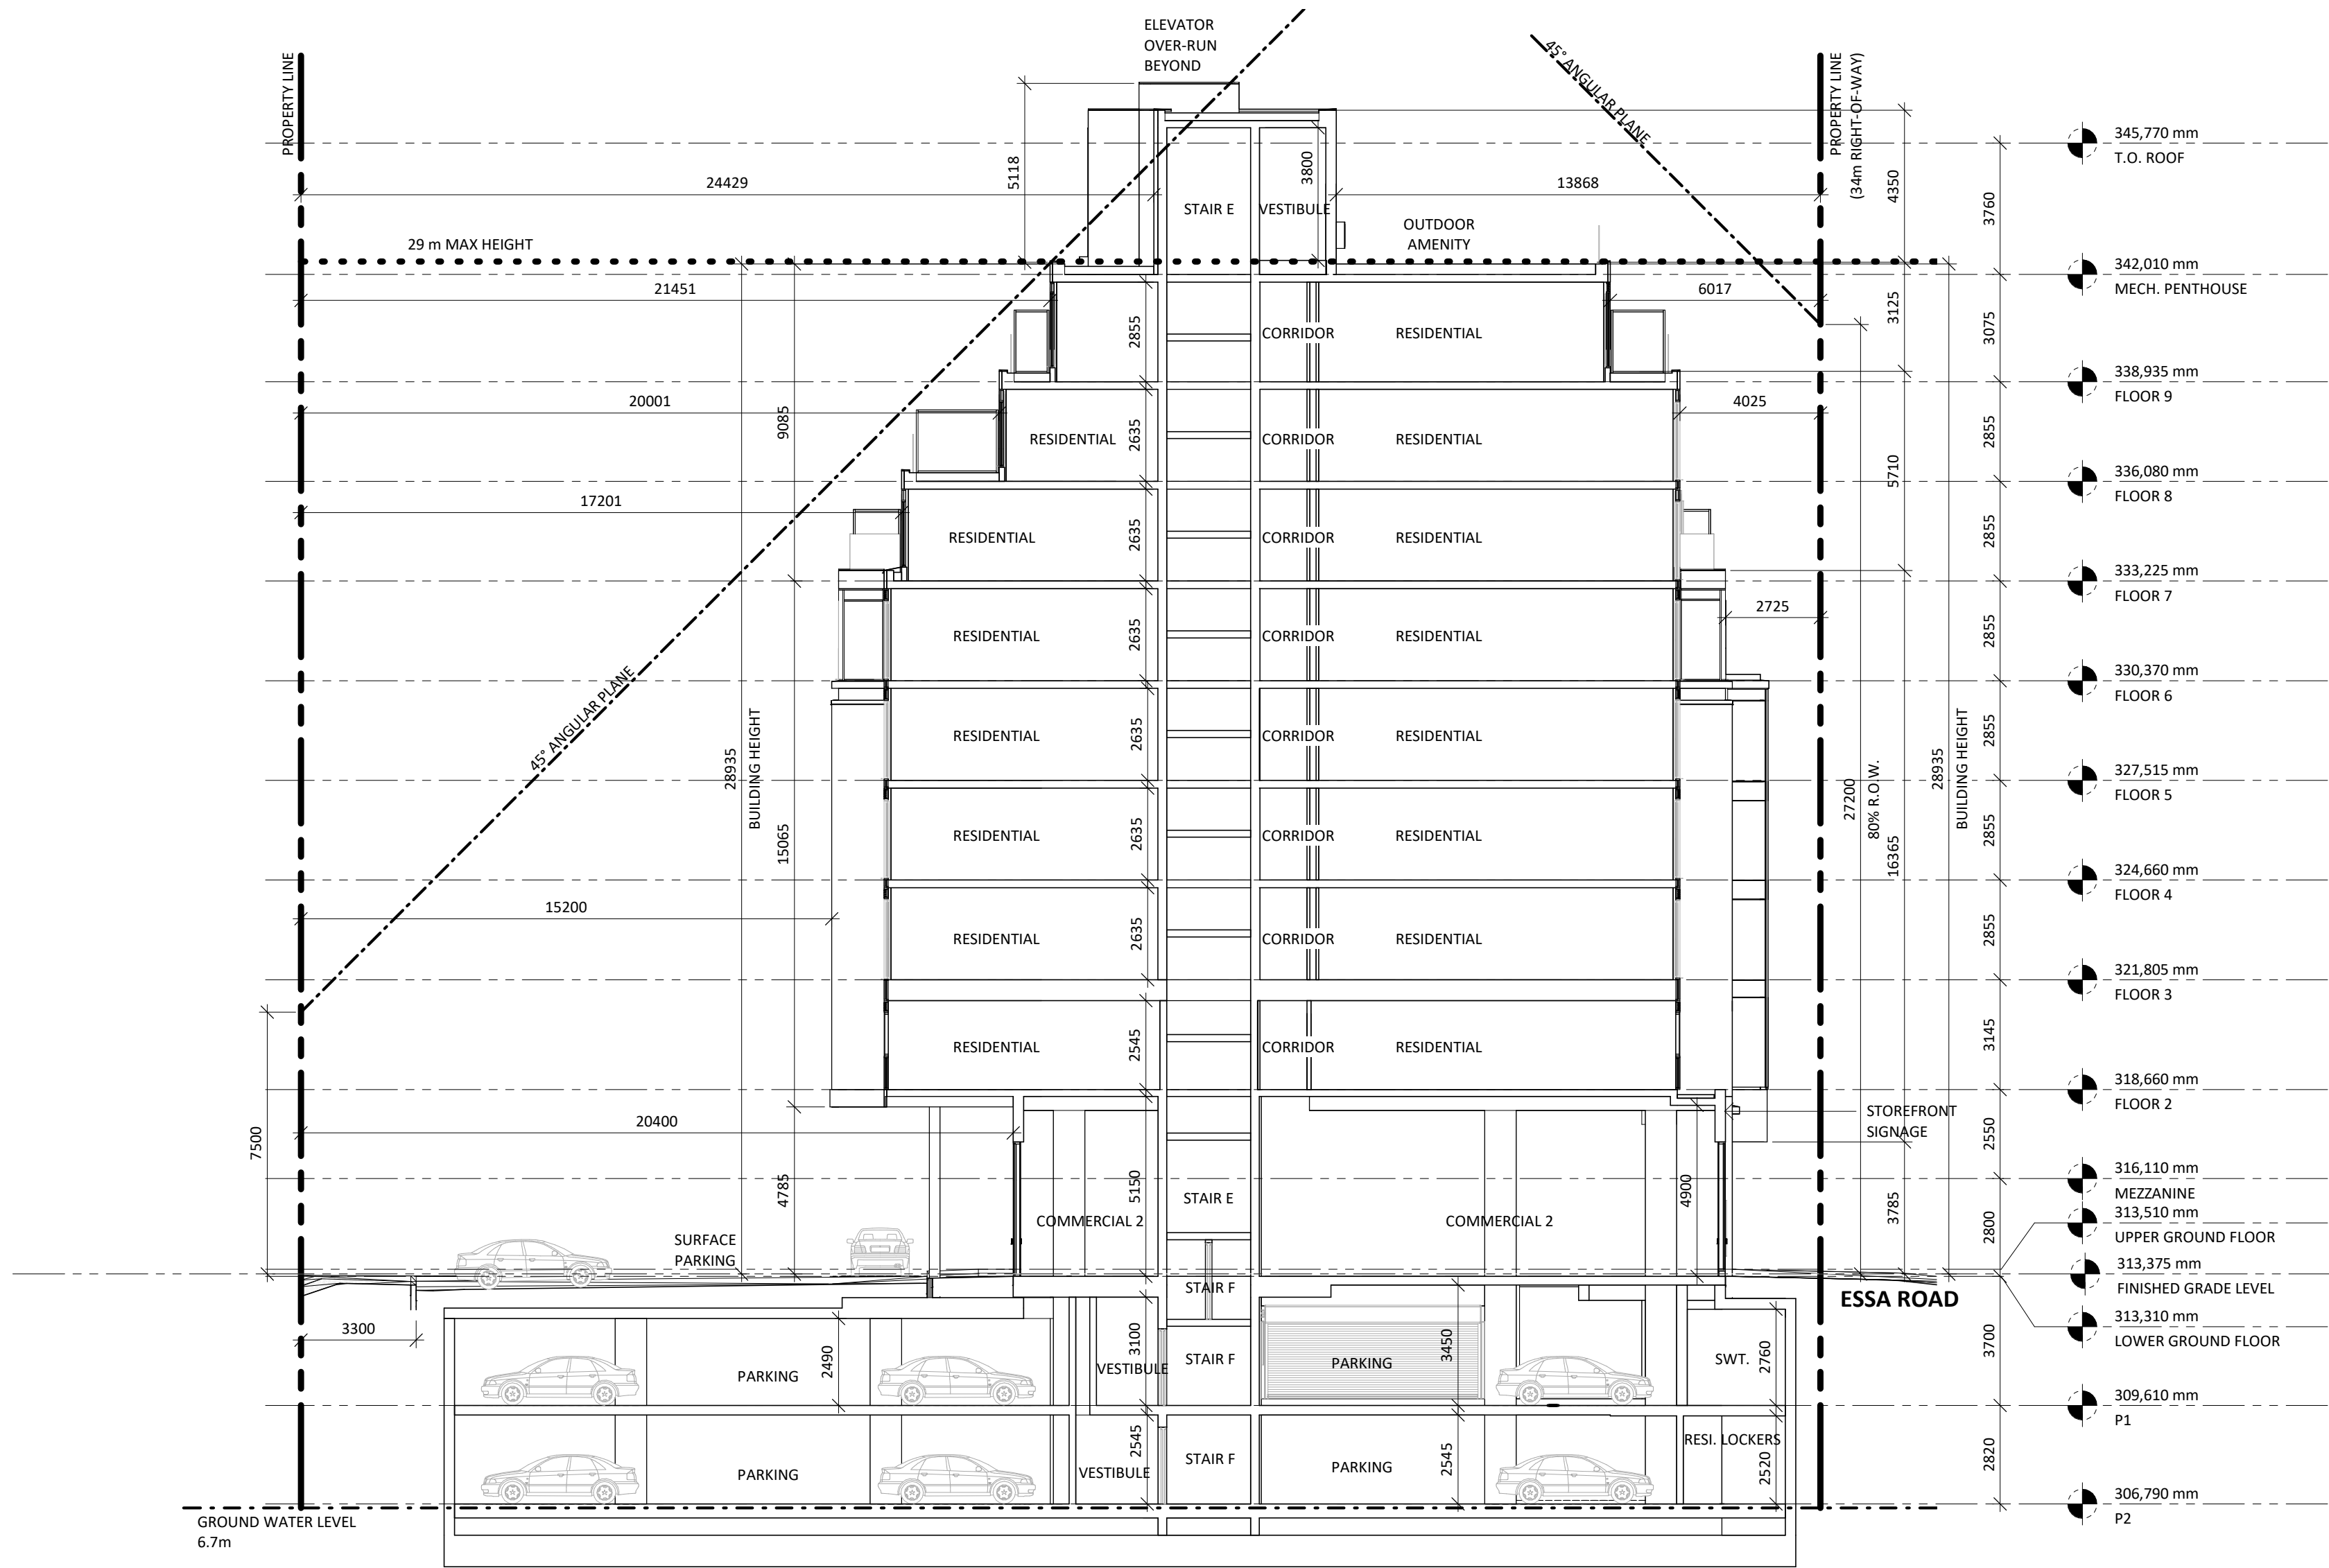 ELEVATOR
OVER-RUN
BEYOND
PROPERTY LINE
45° ANGULAR PLANE
PROPERTY LINE
(34m RIGHT-OF-WAY)
345,770 mm
T.O. ROOF
24429
5118
3800
13868
4350
3760
STAIR E
VESTIBULE
OUTDOOR
AMENITY
29 m MAX HEIGHT
342,010 mm
MECH. PENTHOUSE
21451
6017
2855
CORRIDOR
RESIDENTIAL
3125
3075
338,935 mm
FLOOR 9
20001
4025
9085
RESIDENTIAL
2635
CORRIDOR
RESIDENTIAL
2855
5710
336,080 mm
FLOOR 8
17201
RESIDENTIAL
2635
CORRIDOR
RESIDENTIAL
2855
333,225 mm
FLOOR 7
2725
RESIDENTIAL
2635
CORRIDOR
RESIDENTIAL
2855
330,370 mm
FLOOR 6
45° ANGULAR PLANE
28935
BUILDING HEIGHT
RESIDENTIAL
2635
CORRIDOR
RESIDENTIAL
28935
BUILDING HEIGHT
2855
327,515 mm
FLOOR 5
15065
RESIDENTIAL
2635
CORRIDOR
RESIDENTIAL
27200
80% R.O.W.
16365
2855
324,660 mm
FLOOR 4
15200
RESIDENTIAL
2635
CORRIDOR
RESIDENTIAL
2855
321,805 mm
FLOOR 3
RESIDENTIAL
2545
CORRIDOR
RESIDENTIAL
3145
318,660 mm
FLOOR 2
7500
20400
STOREFRONT
SIGNAGE
2550
316,110 mm
MEZZANINE
4785
5150
STAIR E
4900
3785
COMMERCIAL 2
COMMERCIAL 2
2800
313,510 mm
UPPER GROUND FLOOR
SURFACE
PARKING
313,375 mm
FINISHED GRADE LEVEL
STAIR F
ESSA ROAD
313,310 mm
LOWER GROUND FLOOR
3300
2490
PARKING
3100
VESTIBULE
STAIR F
PARKING
3450
SWT.
2760
3700
309,610 mm
P1
PARKING
2545
VESTIBULE
STAIR F
PARKING
2545
RESI. LOCKERS
2520
2820
306,790 mm
P2
GROUND WATER LEVEL
6.7m